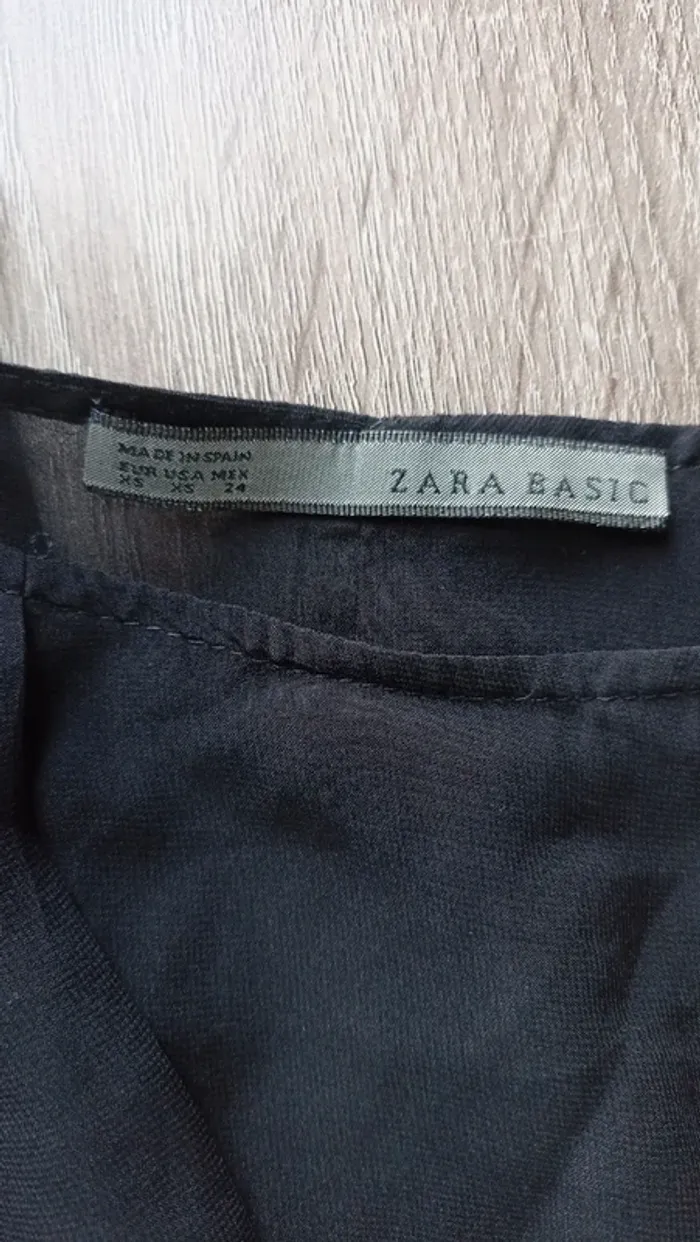 MADE IN SPAIN
EUR USA MEX
XS XS 24
ZARA BASIC